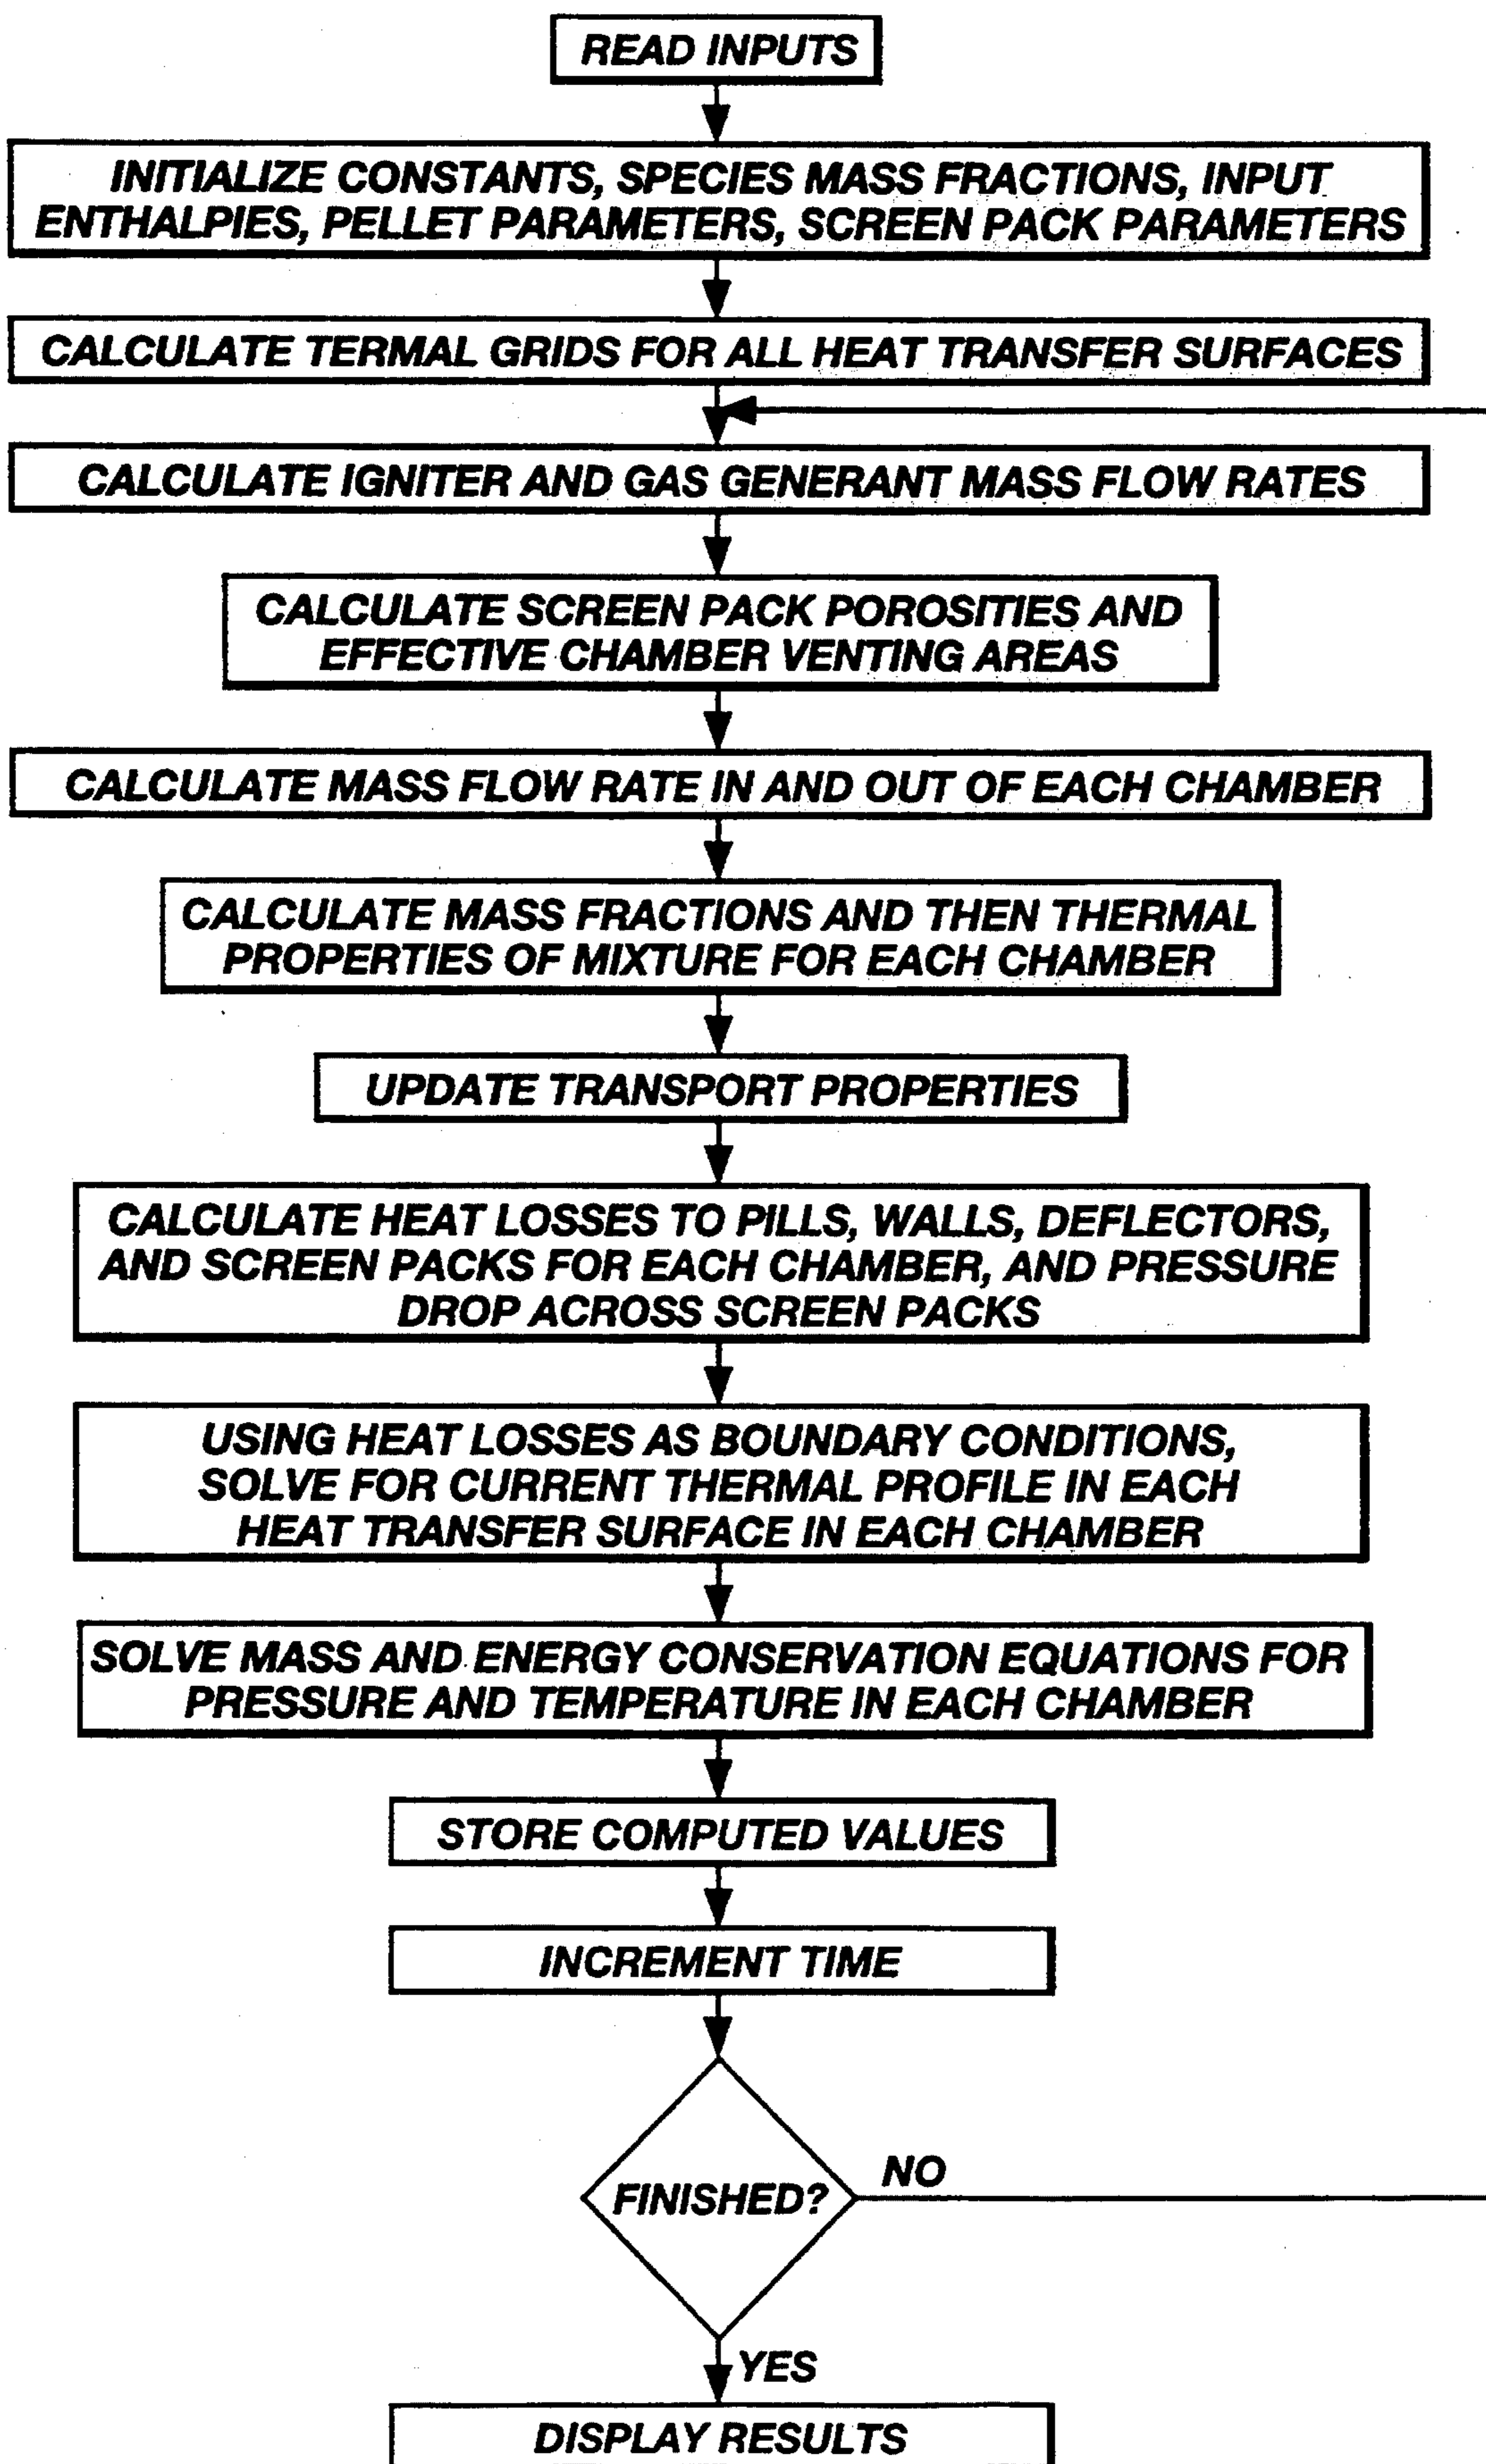 READ INPUTS
INITIALIZE CONSTANTS, SPECIES MASS FRACTIONS, INPUT
ENTHALPIES, PELLET PARAMETERS, SCREEN PACK PARAMETERS
CALCULATE TERMAL GRIDS FOR ALL HEAT TRANSFER SURFACES
CALCULATE IGNITER AND GAS GENERANT MASS FLOW RATES
CALCULATE SCREEN PACK POROSITIES AND
EFFECTIVE CHAMBER VENTING AREAS
CALCULATE MASS FLOW RATE IN AND OUT OF EACH CHAMBER
CALCULATE MASS FRACTIONS AND THEN THERMAL
PROPERTIES OF MIXTURE FOR EACH CHAMBER
UPDATE TRANSPORT PROPERTIES
CALCULATE HEAT LOSSES TO PILLS, WALLS, DEFLECTORS,
AND SCREEN PACKS FOR EACH CHAMBER, AND PRESSURE
DROP ACROSS SCREEN PACKS
USING HEAT LOSSES AS BOUNDARY CONDITIONS,
SOLVE FOR CURRENT THERMAL PROFILE IN EACH
HEAT TRANSFER SURFACE IN EACH CHAMBER
SOLVE MASS AND ENERGY CONSERVATION EQUATIONS FOR
PRESSURE AND TEMPERATURE IN EACH CHAMBER
STORE COMPUTED VALUES
INCREMENT TIME
NO
FINISHED?
YES
DISPLAY RESULTS